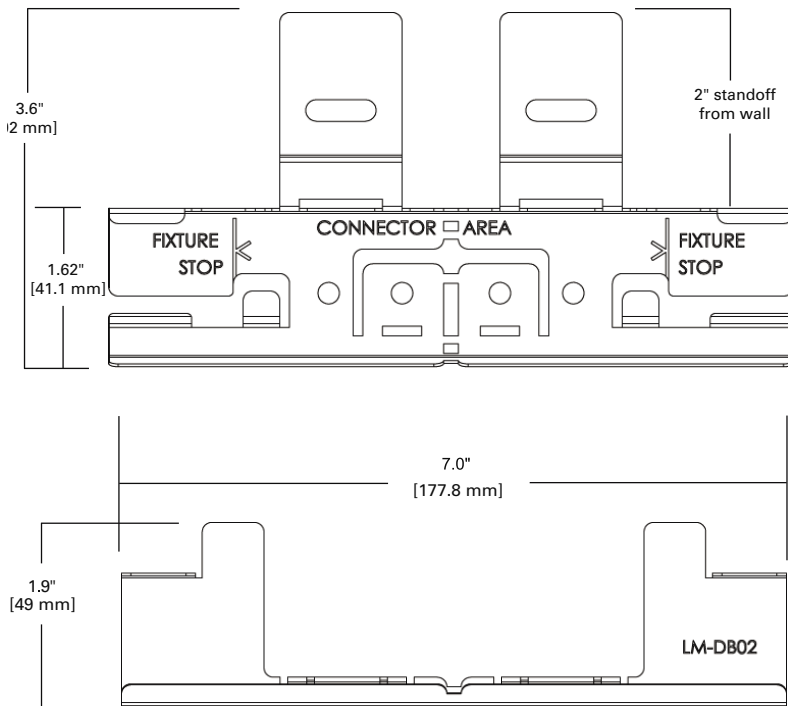 3.6"
02 mm]
2" standoff
from wall
CONNECTOR AREA
FIXTURE
STOP
FIXTURE
STOP
1.62"
[41.1 mm]
7.0"
[177.8 mm]
1.9"
[49 mm]
LM-DB02